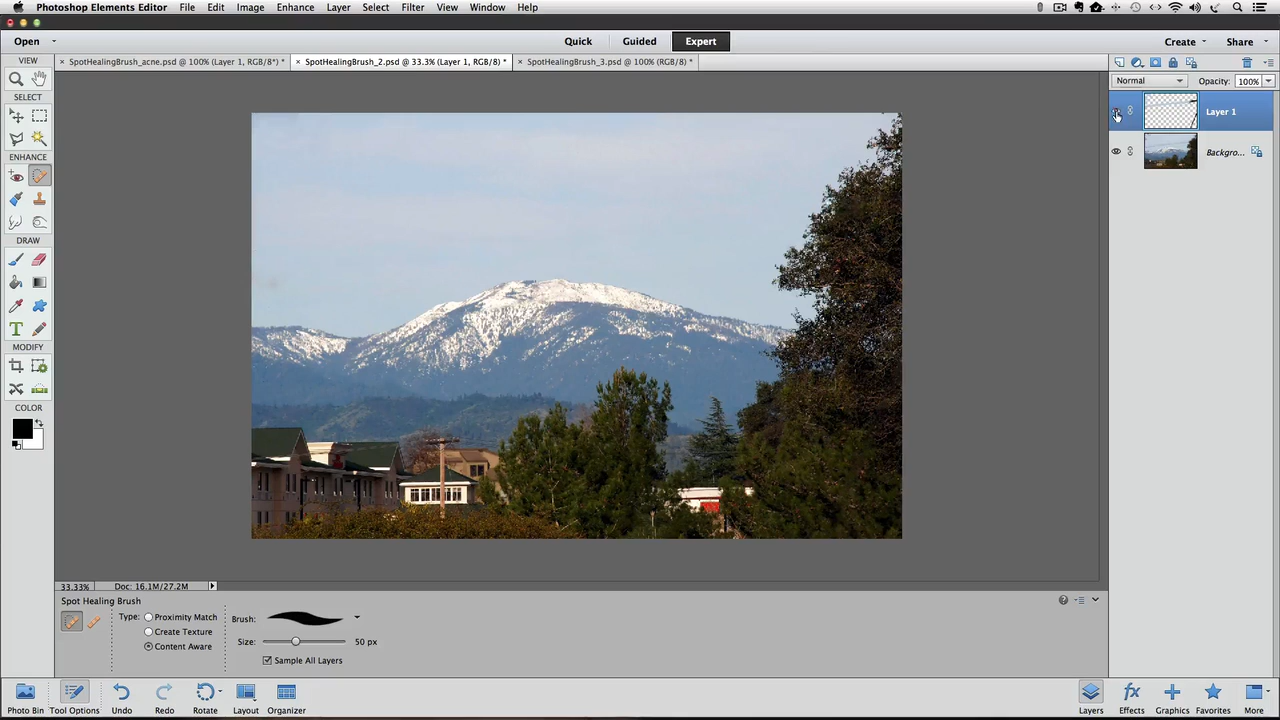 Photoshop Elements Editor File Edit Image Enhance Layer Select Filter View Window Help
Open Quick Guided Expert Create Share
VIEW
× SpotHealingBrush_acne.psd @ 100% (Layer 1, RGB/8*) *
× SpotHealingBrush_2.psd @ 33.3% (Layer 1, RGB/8) *
× SpotHealingBrush_3.psd @ 100% (RGB/8) *
Normal Opacity: 100%
SELECT
Layer 1
Backgro...
ENHANCE
DRAW
T
MODIFY
COLOR
33.33% Doc: 16.1M/27.2M
Spot Healing Brush
Type: Proximity Match
Create Texture
Content Aware
Brush:
Size: 50 px
Sample All Layers
Photo Bin Tool Options Undo Redo Rotate Layout Organizer Layers Effects Graphics Favorites More